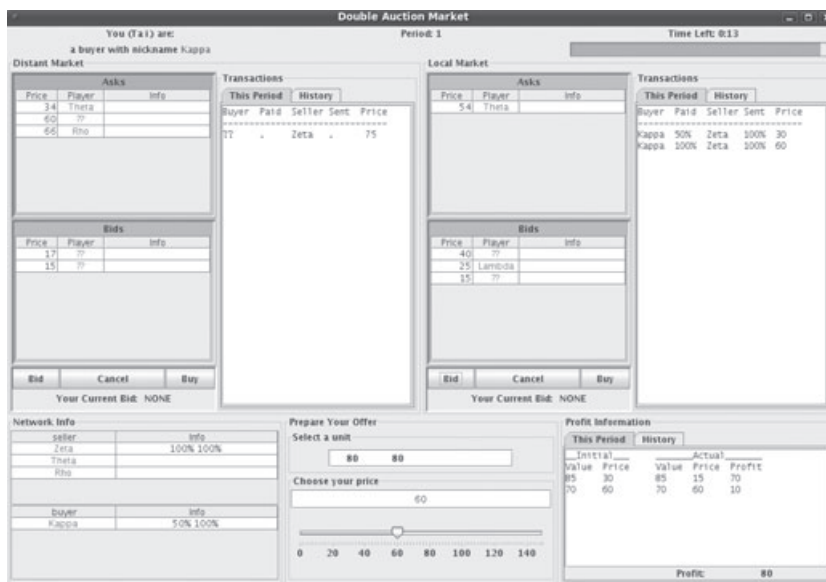 Double Auction Market
You (Tai) are:
a buyer with nickname Kappa
Period: 1
Time Left: 0:13
Distant Market
Asks
Price Player Info
34 Theta
60 ??
66 Rho
Bids
Price Player Info
17 ??
15 ??
Bid Cancel Buy
Your Current Bid: NONE
Transactions
This Period History
Buyer Paid Seller Sent Price
?? . Zeta . 75
Local Market
Asks
Price Player Info
54 Theta
Bids
Price Player Info
40 ??
25 Lambda
15 ??
Bid Cancel Buy
Your Current Bid: NONE
Transactions
This Period History
Buyer Paid Seller Sent Price
Kappa 50% Zeta 100% 30
Kappa 100% Zeta 100% 60
Network Info
seller Info
Zeta 100% 100%
Theta
Rho
buyer Info
Kappa 50% 100%
Prepare Your Offer
Select a unit
80 80
Choose your price
60
0 20 40 60 80 100 120 140
Profit Information
This Period History
__Initial___ ______Actual______
Value Price Value Price Profit
85 30 85 15 70
70 60 70 60 10
Profit: 80